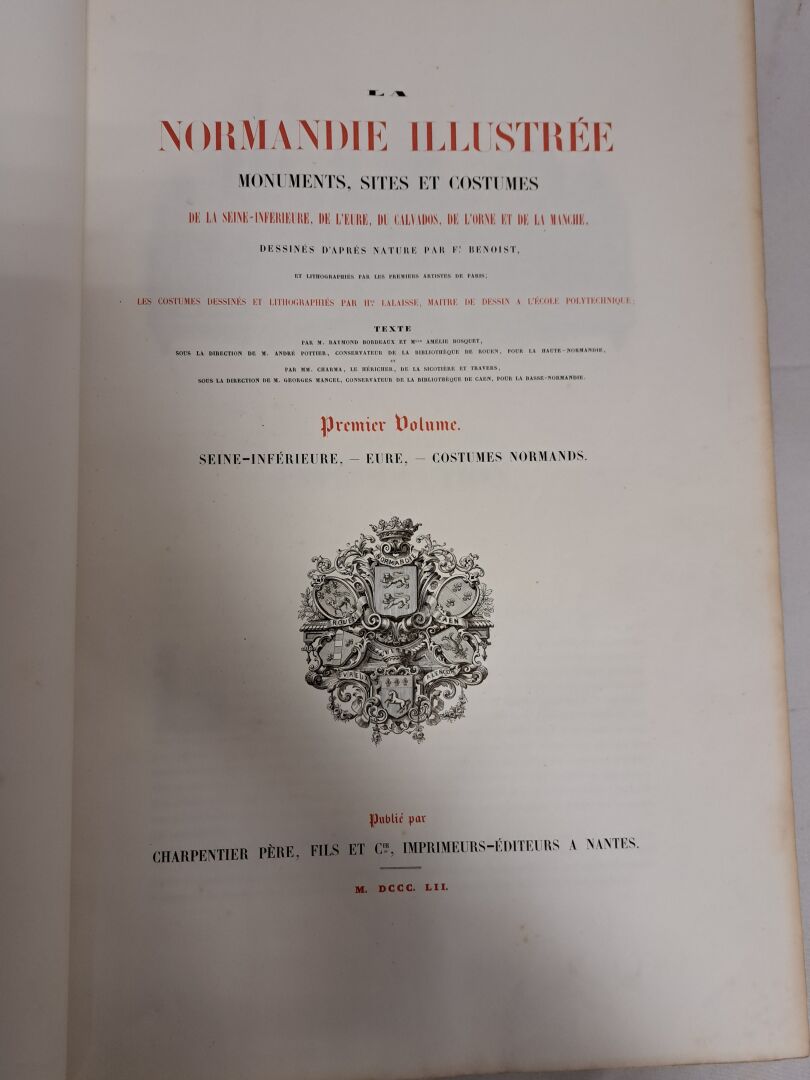 LA
NORMANDIE ILLUSTRÉE
MONUMENTS, SITES ET COSTUMES
DE LA SEINE-INFERIEURE, DE L'EURE, DU CALVADOS, DE L'ORNE ET DE LA MANCHE,
DESSINÉS D'APRÉS NATURE PAR Fx BENOIST,
ET LITHOGRAPHIÉS PAR LES PREMIERS ARTISTES DE PARIS;
LES COSTUMES DESSINÉS ET LITHOGRAPHIÉS PAR Hte LALAISSE, MAITRE DE DESSIN A L'ÉCOLE POLYTECHNIQUE;
TEXTE
PAR M. RAYMOND BORDEAUX ET Mlle AMÉLIE BOSQUET,
SOUS LA DIRECTION DE M. ANDRÉ POTTIER, CONSERVATEUR DE LA BIBLIOTHÈQUE DE ROUEN, POUR LA HAUTE-NORMANDIE,
ET
PAR MM. CHARMA, LE HÉRICHER, DE LA SICOTIÈRE ET TRAVERS,
SOUS LA DIRECTION DE M. GEORGES MANCEL, CONSERVATEUR DE LA BIBLIOTHÈQUE DE CAEN, POUR LA BASSE-NORMANDIE.
Premier Volume.
SEINE-INFÉRIEURE, — EURE, — COSTUMES NORMANDS.
NORMANDIE
ROUEN
CAEN
EVREUX
ALENÇON
Publié par
CHARPENTIER PÈRE, FILS ET Cie, IMPRIMEURS-ÉDITEURS A NANTES.
M. DCCC. LII.